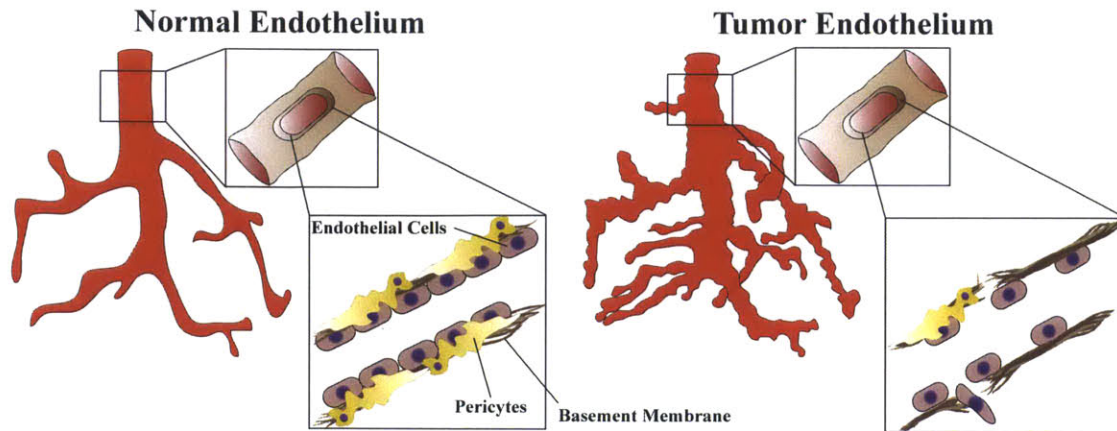 Normal Endothelium
Tumor Endothelium
Endothelial Cells
Pericytes
Basement Membrane